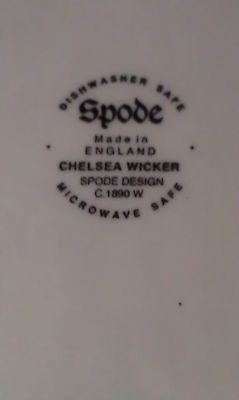 DISHWASHER SAFE
Spode
Made in
ENGLAND
CHELSEA WICKER
SPODE DESIGN
C.1890 W
MICROWAVE SAFE